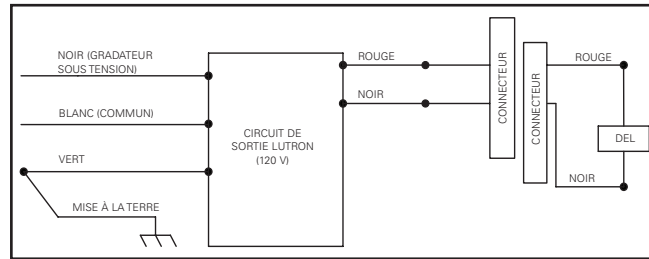 NOIR (GRADATEUR
SOUS TENSION)
BLANC (COMMUN)
VERT
MISE À LA TERRE
CIRCUIT DE
SORTIE LUTRON
(120 V)
ROUGE
NOIR
CONNECTEUR
CONNECTEUR
ROUGE
DEL
NOIR